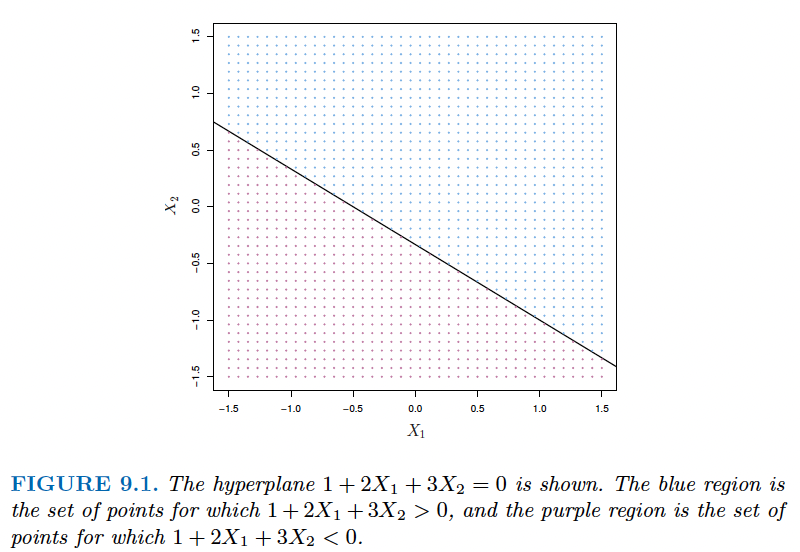 1.5
1.0
0.5
0.0
−0.5
−1.0
−1.5
X₂
−1.5 −1.0 −0.5 0.0 0.5 1.0 1.5
X₁
FIGURE 9.1. The hyperplane 1 + 2X₁ + 3X₂ = 0 is shown. The blue region is
the set of points for which 1 + 2X₁ + 3X₂ > 0, and the purple region is the set of
points for which 1 + 2X₁ + 3X₂ < 0.